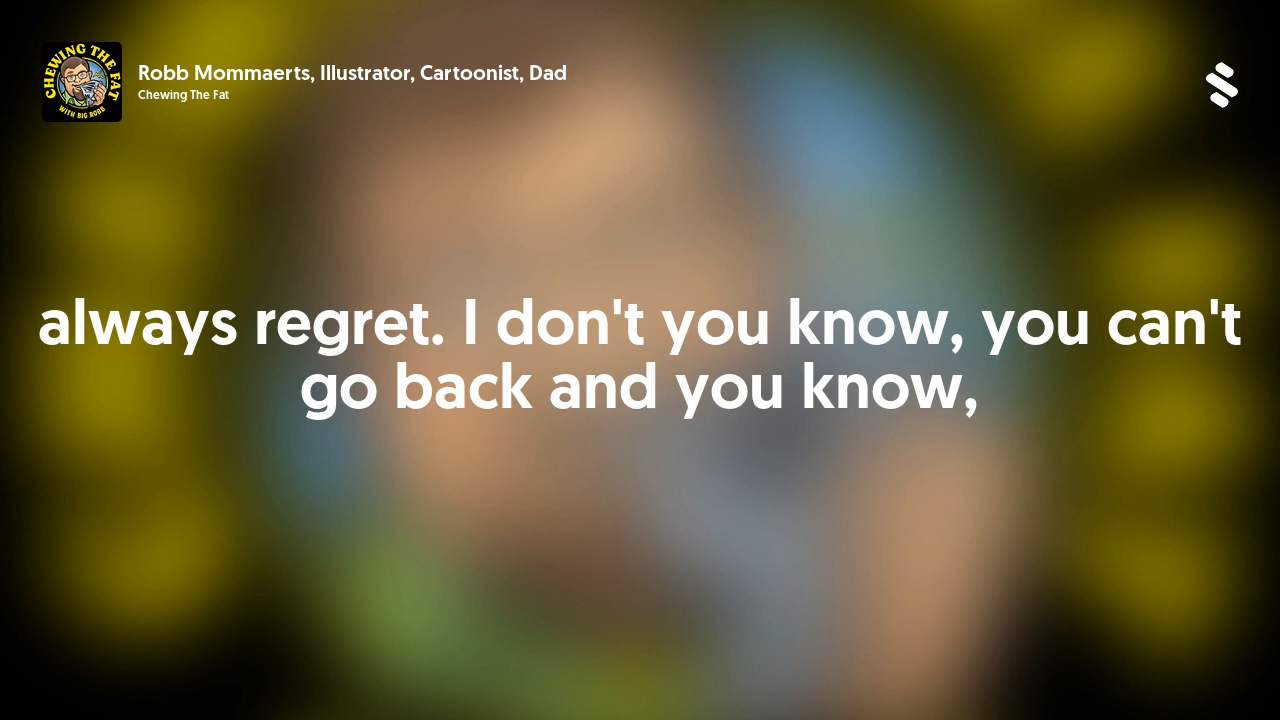 CHEWING THE FAT
WITH BIG ROBB
Robb Mommaerts, Illustrator, Cartoonist, Dad
Chewing The Fat
always regret. I don't you know, you can't
go back and you know,